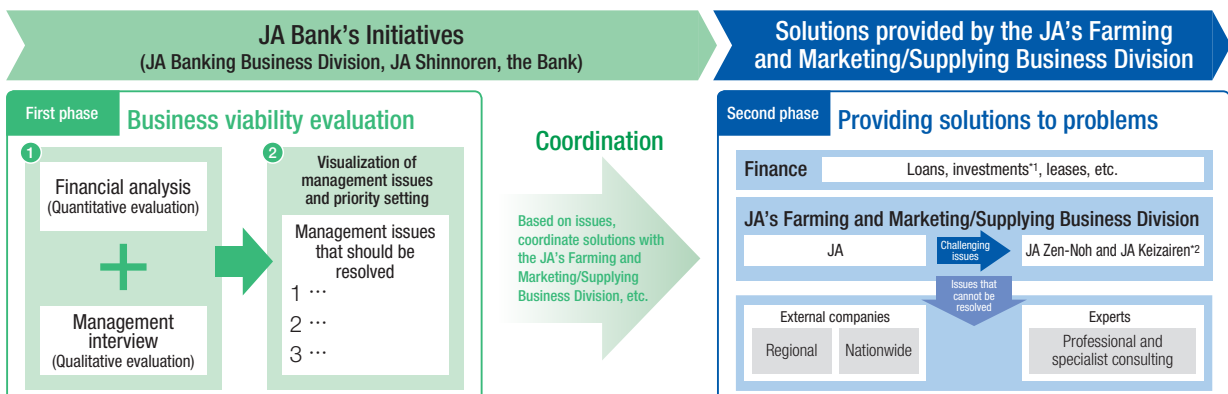 JA Bank's Initiatives
(JA Banking Business Division, JA Shinnoren, the Bank)
Solutions provided by the JA's Farming
and Marketing/Supplying Business Division
First phase
Business viability evaluation
1
Financial analysis
(Quantitative evaluation)
+
Management
interview
(Qualitative evaluation)
2
Visualization of
management issues
and priority setting
Management issues
that should be
resolved
1 …
2 …
3 …
Coordination
Based on issues,
coordinate solutions with
the JA's Farming and
Marketing/Supplying
Business Division, etc.
Second phase
Providing solutions to problems
Finance
Loans, investments*1, leases, etc.
JA's Farming and Marketing/Supplying Business Division
JA
Challenging
issues
JA Zen-Noh and JA Keizairen*2
Issues that
cannot be
resolved
External companies
Regional
Nationwide
Experts
Professional and
specialist consulting